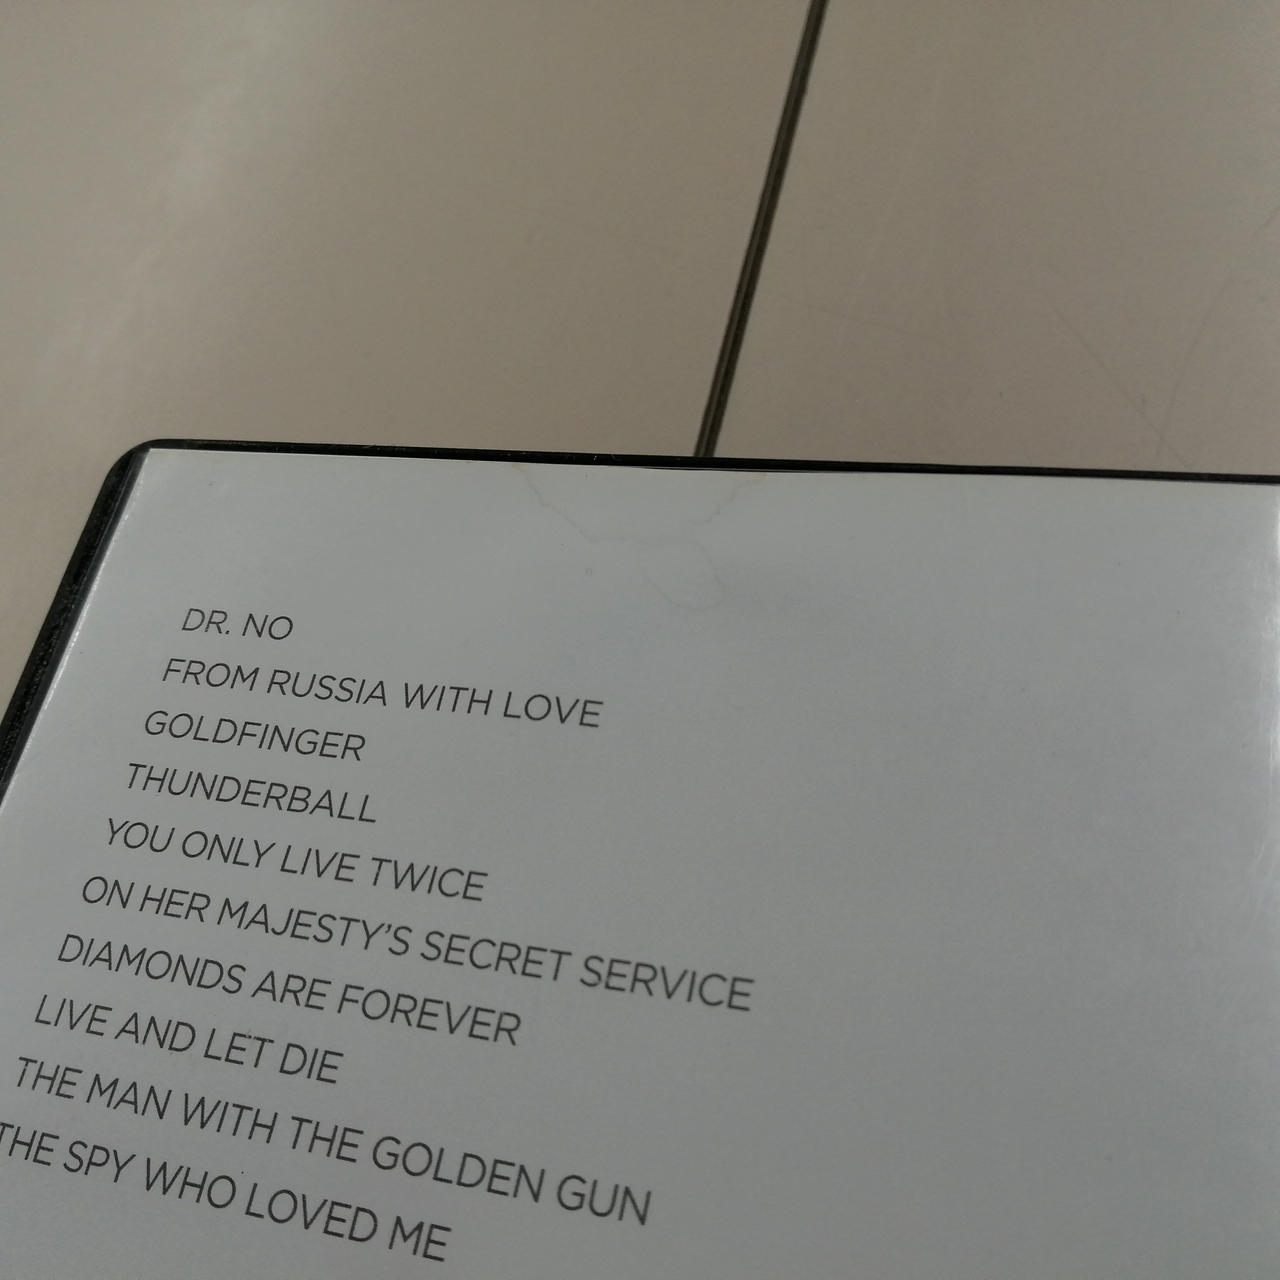 DR. NO
FROM RUSSIA WITH LOVE
GOLDFINGER
THUNDERBALL
YOU ONLY LIVE TWICE
ON HER MAJESTY'S SECRET SERVICE
DIAMONDS ARE FOREVER
LIVE AND LET DIE
THE MAN WITH THE GOLDEN GUN
THE SPY WHO LOVED ME